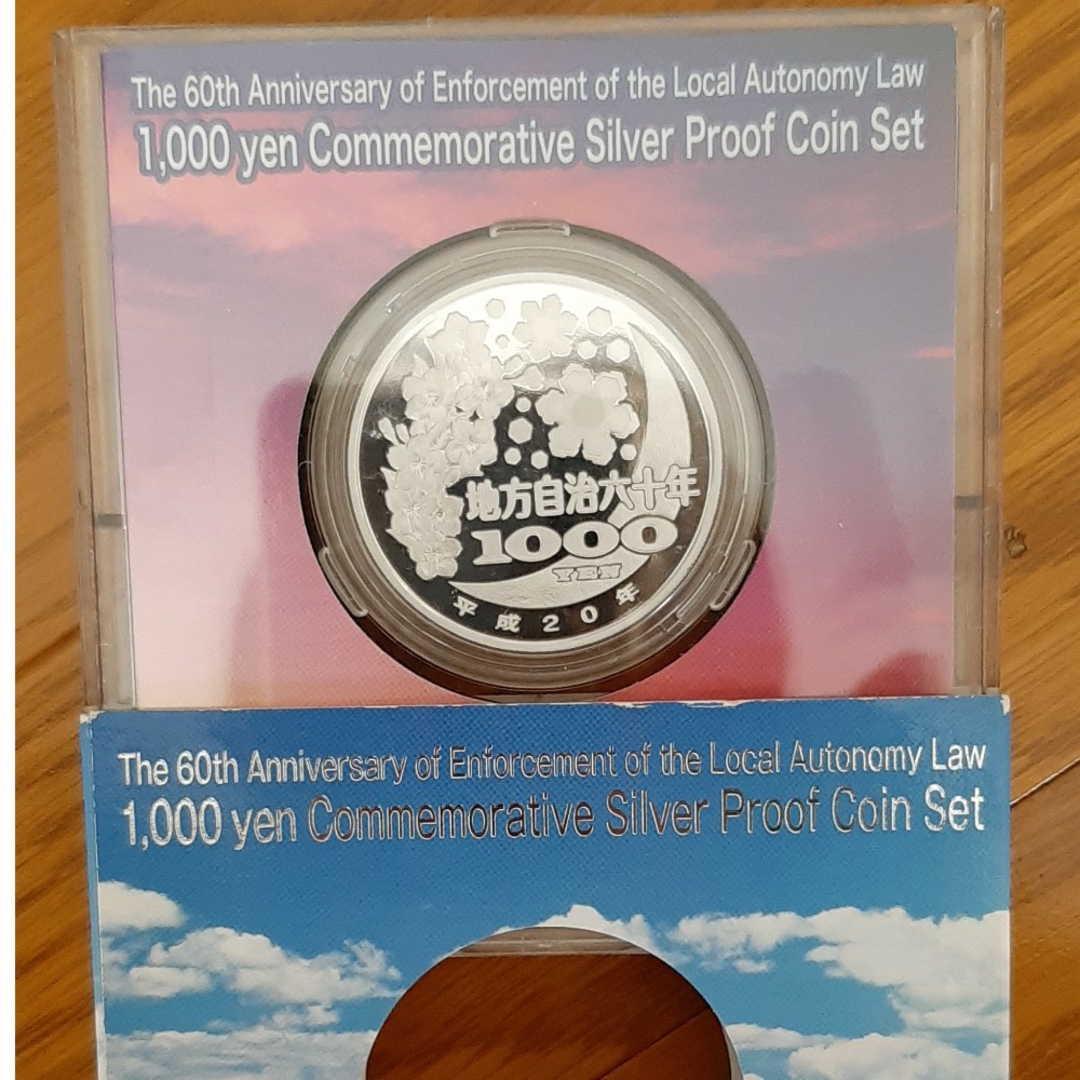 The 60th Anniversary of Enforcement of the Local Autonomy Law
1,000 yen Commemorative Silver Proof Coin Set
地方自治六十年
1000
YEN
平成20年
The 60th Anniversary of Enforcement of the Local Autonomy Law
1,000 yen Commemorative Silver Proof Coin Set